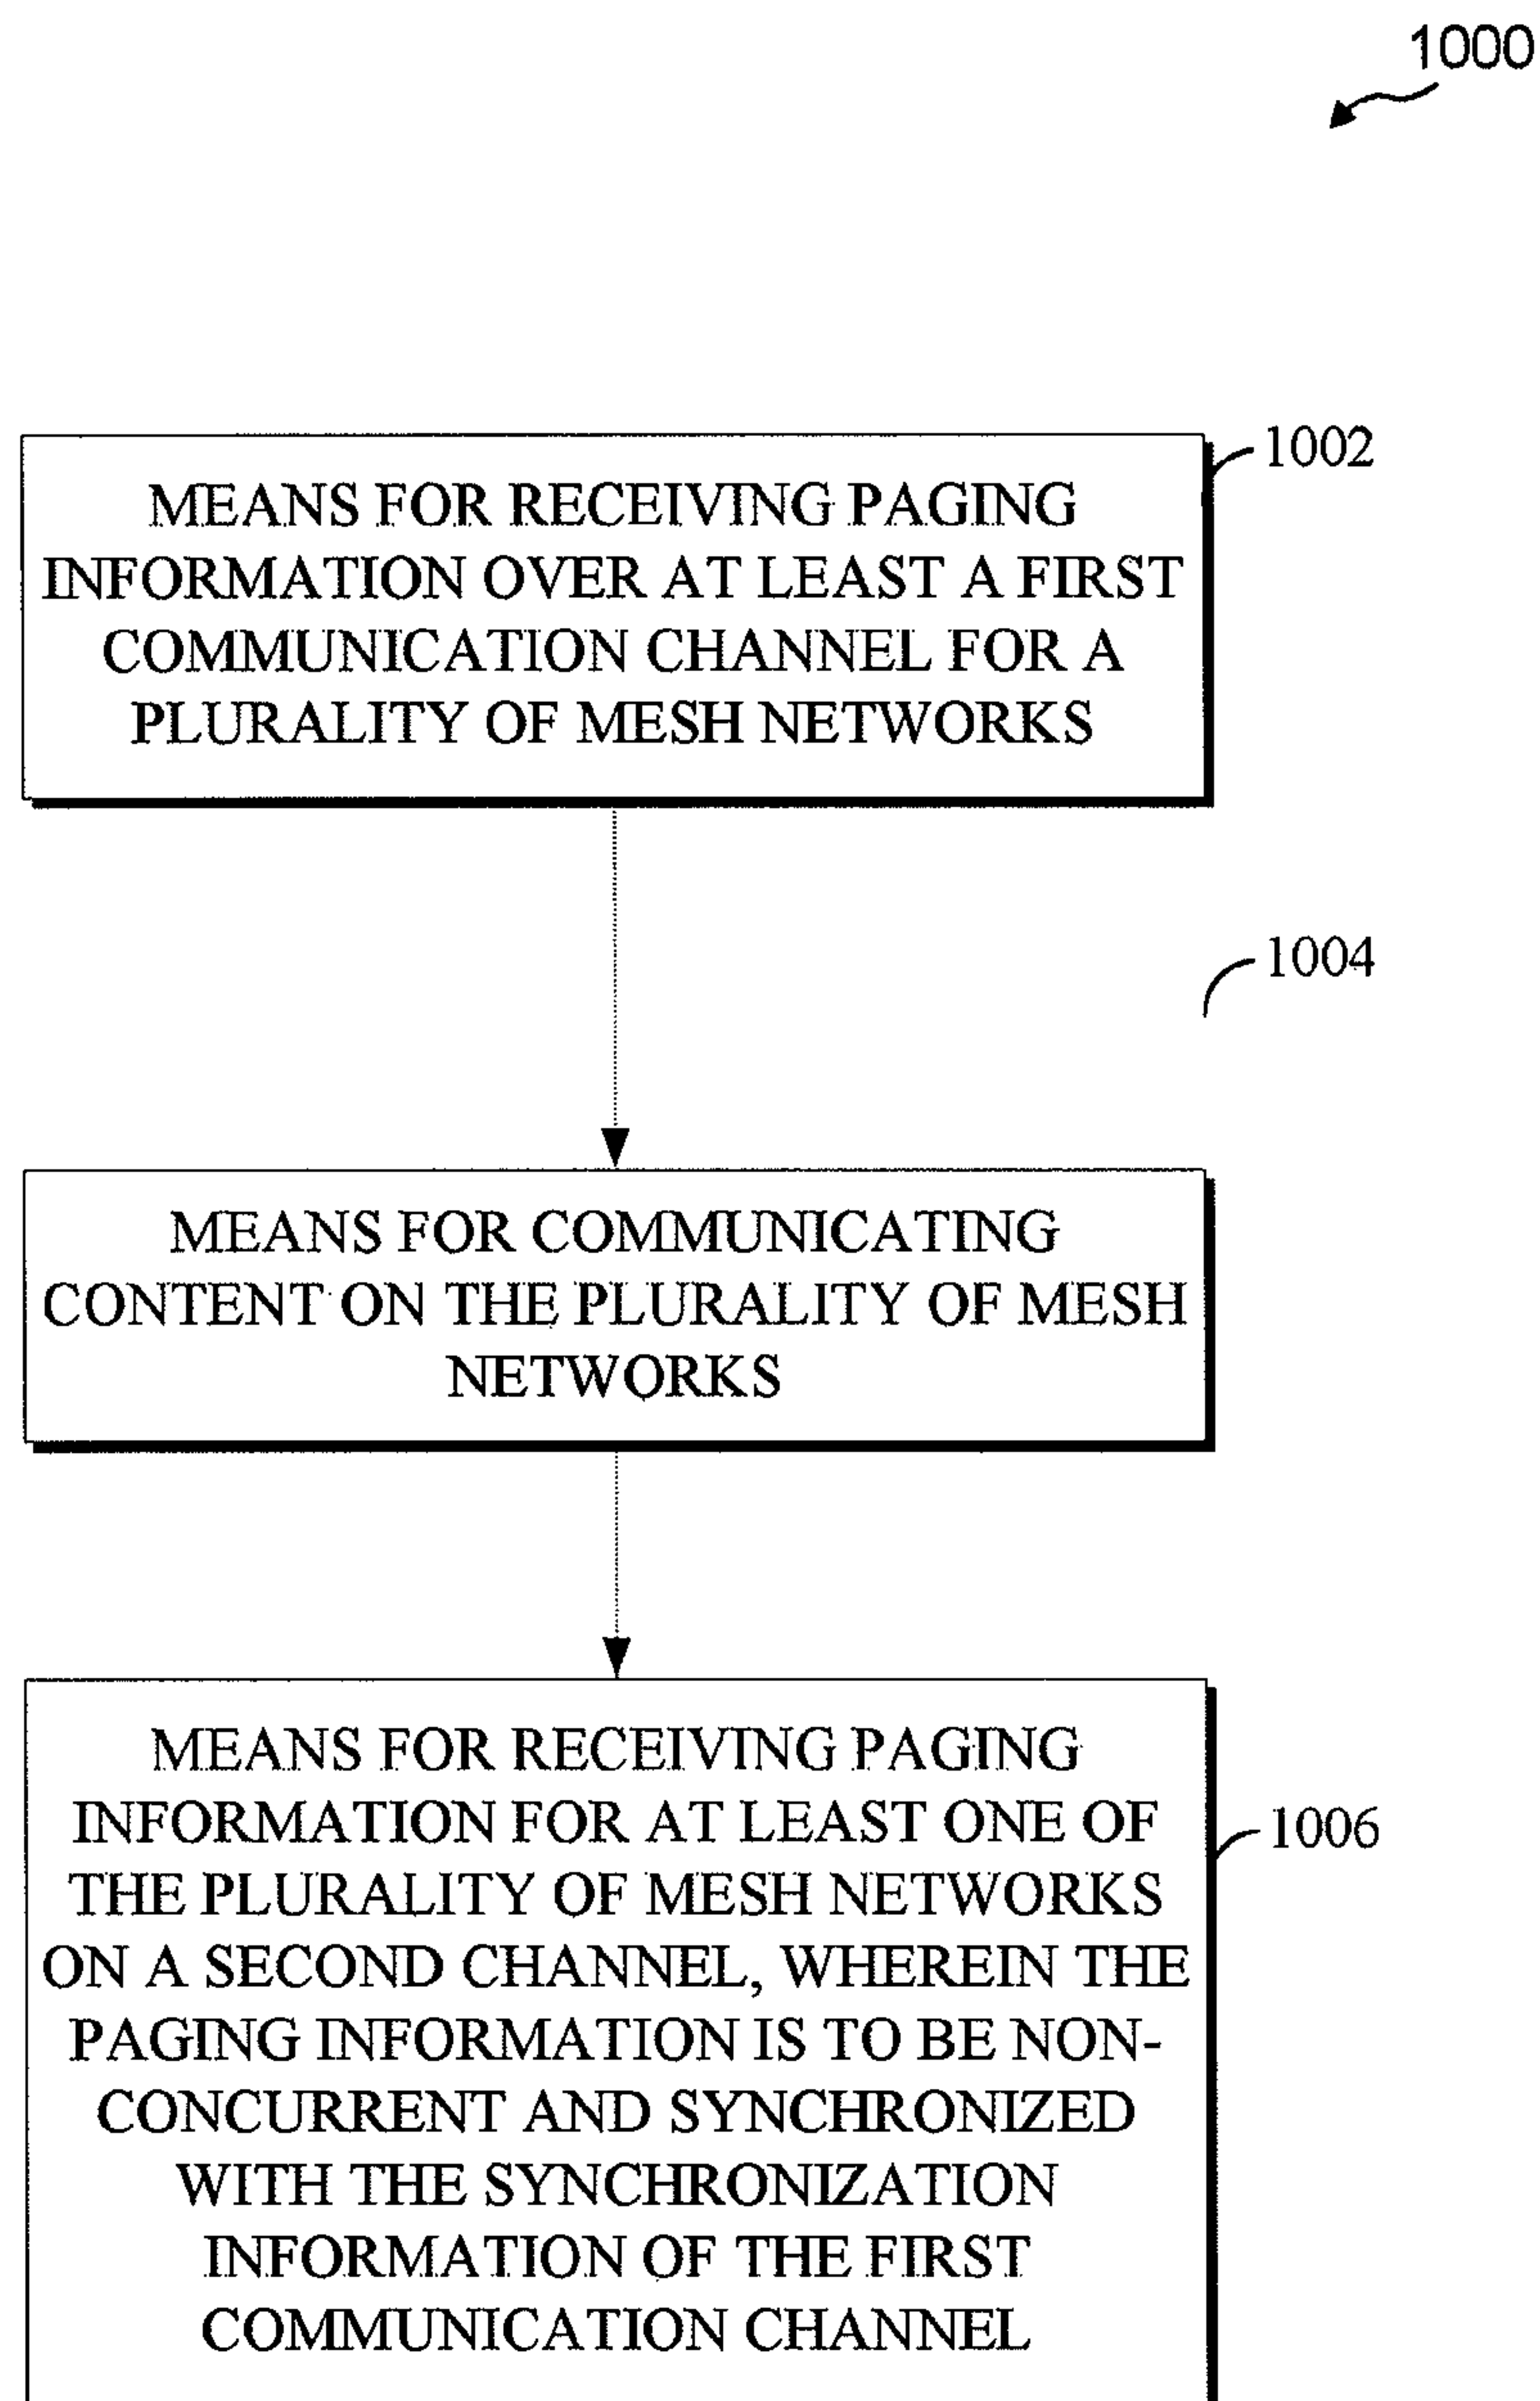 1000
1002
MEANS FOR RECEIVING PAGING
INFORMATION OVER AT LEAST A FIRST
COMMUNICATION CHANNEL FOR A
PLURALITY OF MESH NETWORKS
1004
MEANS FOR COMMUNICATING
CONTENT ON THE PLURALITY OF MESH
NETWORKS
MEANS FOR RECEIVING PAGING
INFORMATION FOR AT LEAST ONE OF
1006
THE PLURALITY OF MESH NETWORKS
ON A SECOND CHANNEL, WHEREIN THE
PAGING INFORMATION IS TO BE NON-
CONCURRENT AND SYNCHRONIZED
WITH THE SYNCHRONIZATION
INFORMATION OF THE FIRST
COMMUNICATION CHANNEL